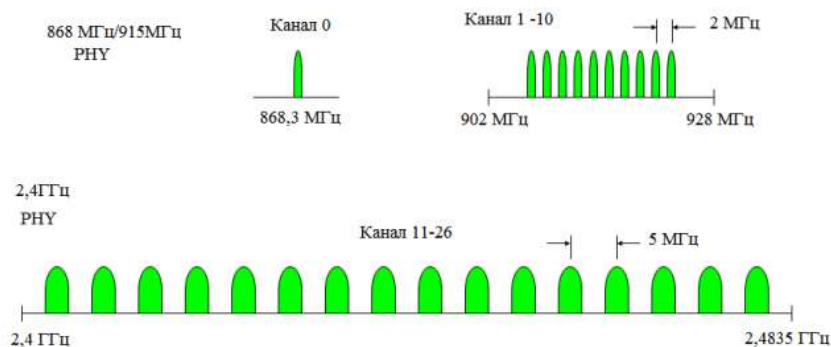 868 МГц/915МГц
PHY
Канал 0
868,3 МГц
Канал 1 -10
2 МГц
902 МГц
928 МГц
2,4ГГц
PHY
Канал 11-26
5 МГц
2,4 ГГц
2,4835 ГГц